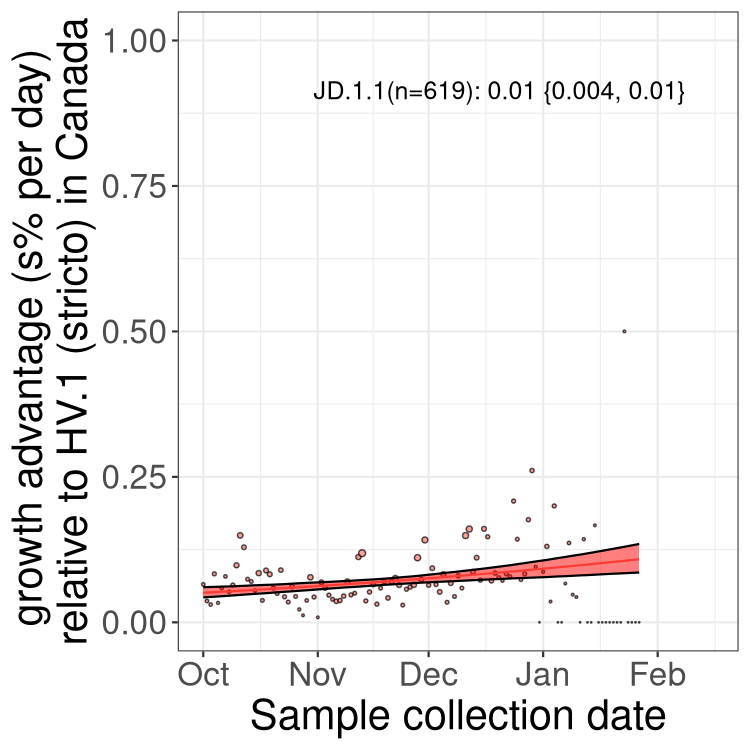 growth advantage (s% per day)
relative to HV.1 (stricto) in Canada
1.00
JD.1.1(n=619): 0.01 {0.004, 0.01}
0.75
0.50
0.25
0.00
Oct Nov Dec Jan Feb
Sample collection date